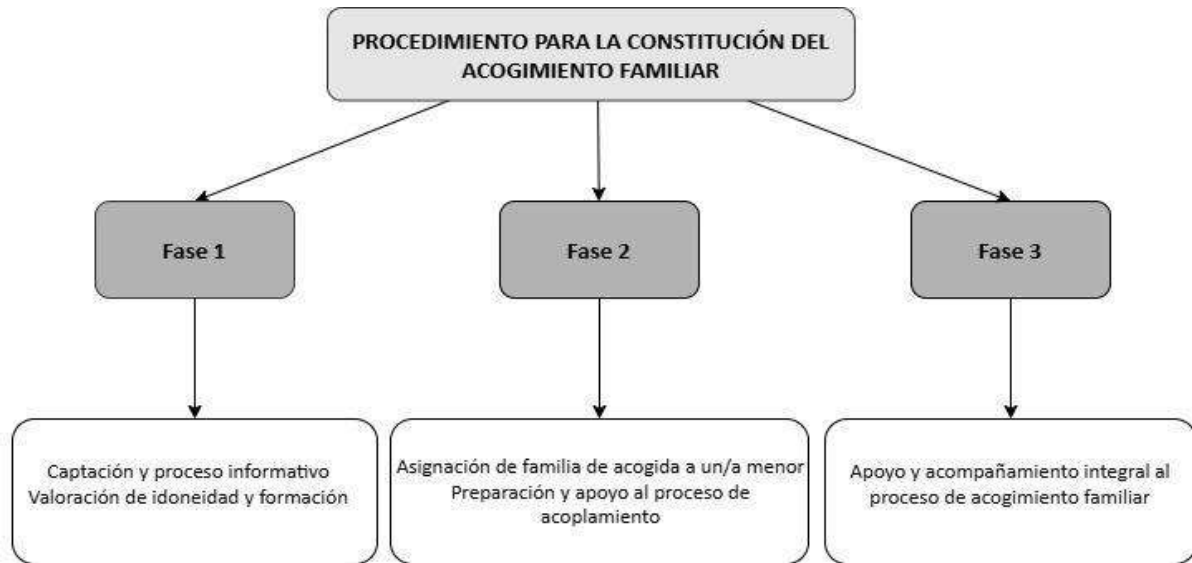 PROCEDIMIENTO PARA LA CONSTITUCIÓN DEL
ACOGIMIENTO FAMILIAR
Fase 1
Fase 2
Fase 3
Captación y proceso informativo
Valoración de idoneidad y formación
Asignación de familia de acogida a un/a menor
Preparación y apoyo al proceso de
acoplamiento
Apoyo y acompañamiento integral al
proceso de acogimiento familiar